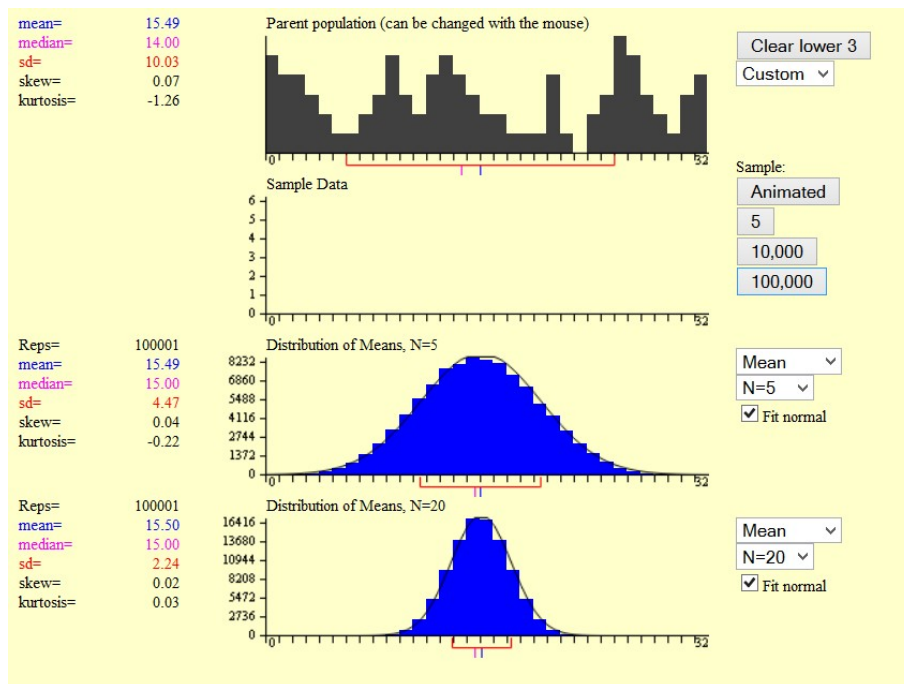 mean= 15.49
median= 14.00
sd= 10.03
skew= 0.07
kurtosis= -1.26
Parent population (can be changed with the mouse)
0 32
Clear lower 3
Custom
Sample Data
6
5
4
3
2
1
0
0 32
Sample:
Animated
5
10,000
100,000
Reps= 100001
mean= 15.49
median= 15.00
sd= 4.47
skew= 0.04
kurtosis= -0.22
Distribution of Means, N=5
8232
6860
5488
4116
2744
1372
0
32
Mean
N=5
Fit normal
Reps= 100001
mean= 15.50
median= 15.00
sd= 2.24
skew= 0.02
kurtosis= 0.03
Distribution of Means, N=20
16416
13680
10944
8208
5472
2736
0
0 32
Mean
N=20
Fit normal